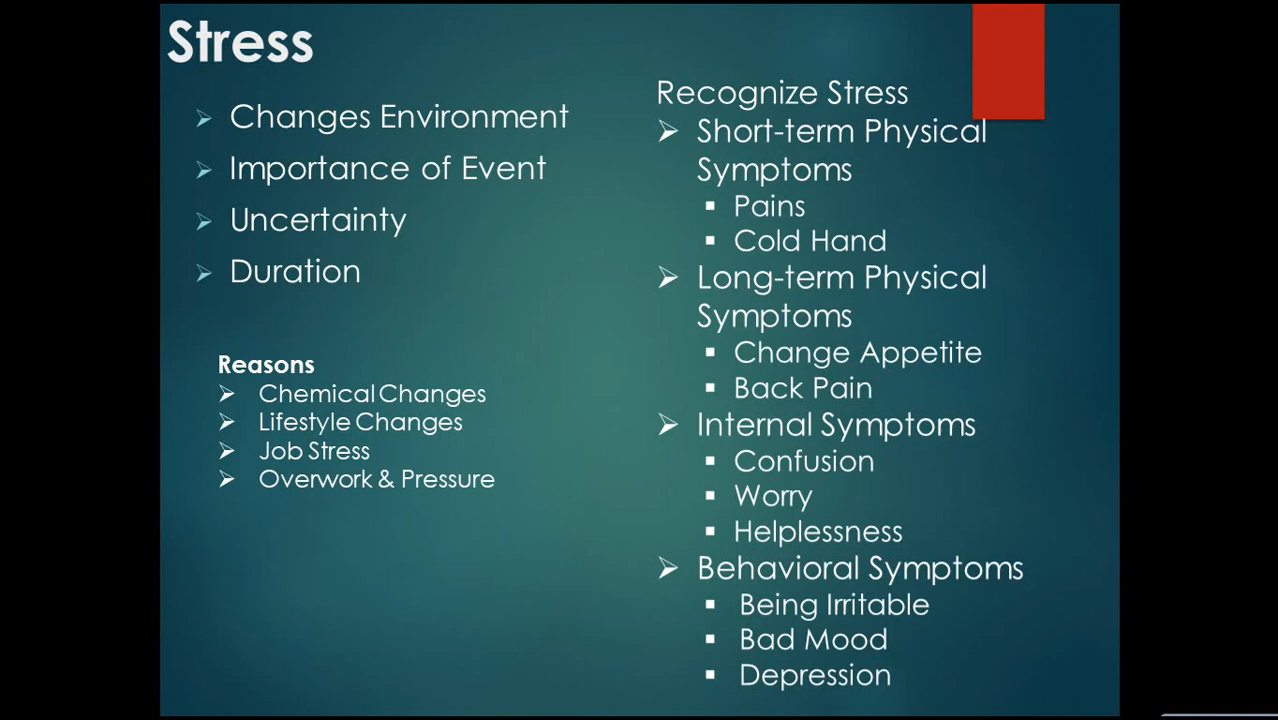 Stress
Changes Environment
Importance of Event
Uncertainty
Duration
Reasons
Chemical Changes
Lifestyle Changes
Job Stress
Overwork & Pressure
Recognize Stress
Short-term Physical
Symptoms
Pains
Cold Hand
Long-term Physical
Symptoms
Change Appetite
Back Pain
Internal Symptoms
Confusion
Worry
Helplessness
Behavioral Symptoms
Being Irritable
Bad Mood
Depression